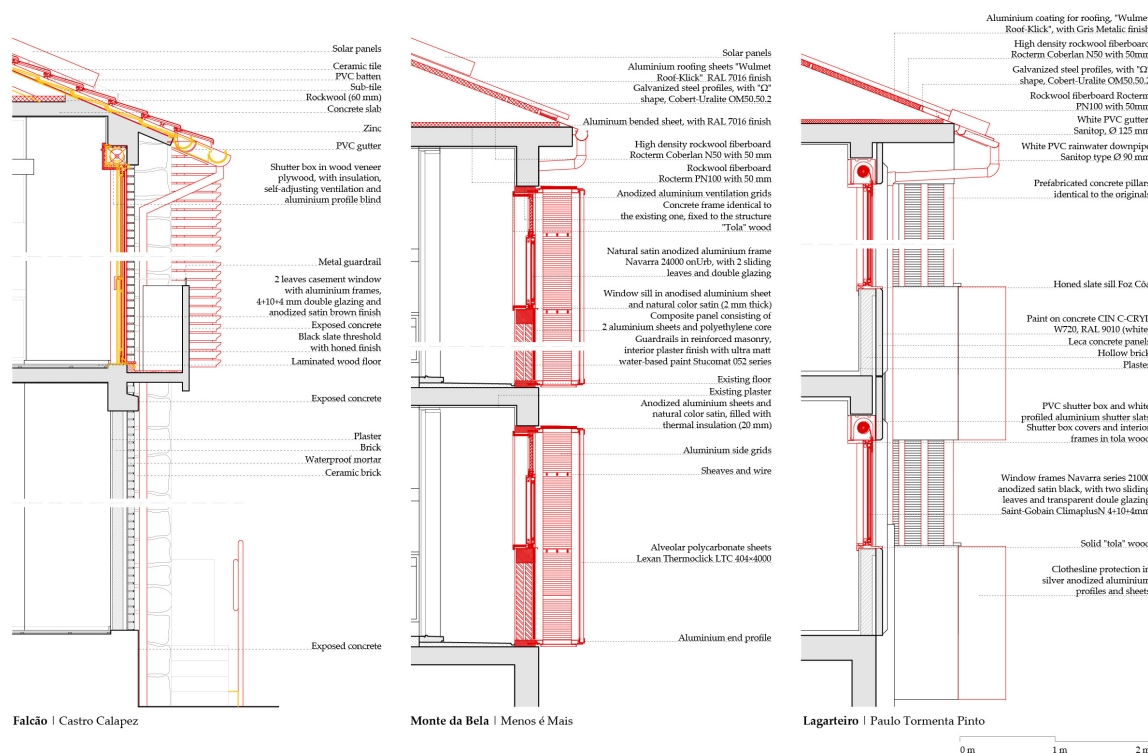 Solar panels
Ceramic tile
PVC batten
Sub-tile
Rockwool (60 mm)
Concrete slab
Zinc
PVC gutter
Shutter box in wood veneer
plywood, with insulation,
self-adjusting ventilation and
aluminium profile blind
Metal guardrail
2 leaves casement window
with aluminium frames,
4+10+4 mm double glazing and
anodized satin brown finish
Exposed concrete
Black slate threshold
with honed finish
Laminated wood floor
Exposed concrete
Plaster
Brick
Waterproof mortar
Ceramic brick
Exposed concrete
Falcão | Castro Calapez
Solar panels
Aluminium roofing sheets "Wulmet
Roof-Klick" RAL 7016 finish
Galvanized steel profiles, with "Ω"
shape, Cobert-Uralite OM50.50.2
Aluminum bended sheet, with RAL 7016 finish
High density rockwool fiberboard
Rocterm Coberlan N50 with 50 mm
Rockwool fiberboard
Rocterm PN100 with 50 mm
Anodized aluminium ventilation grids
Concrete frame identical to
the existing one, fixed to the structure
"Tola" wood
Natural satin anodized aluminium frame
Navarra 24000 onUrb, with 2 sliding
leaves and double glazing
Window sill in anodised aluminium sheet
and natural color satin (2 mm thick)
Composite panel consisting of
2 aluminium sheets and polyethylene core
Guardrails in reinforced masonry,
interior plaster finish with ultra matt
water-based paint Stucomat 052 series
Existing floor
Existing plaster
Anodized aluminium sheets and
natural color satin, filled with
thermal insulation (20 mm)
Aluminium side grids
Sheaves and wire
Alveolar polycarbonate sheets
Lexan Thermoclick LTC 404×4000
Aluminium end profile
Monte da Bela | Menos é Mais
Aluminium coating for roofing, "Wulmet
Roof-Klick", with Gris Metalic finish
High density rockwool fiberboard
Rocterm Coberlan N50 with 50mm
Galvanized steel profiles, with "Ω"
shape, Cobert-Uralite OM50.50.2
Rockwool fiberboard Rocterm
PN100 with 50mm
White PVC gutter
Sanitop, Ø 125 mm
White PVC rainwater downpipe
Sanitop type Ø 90 mm
Prefabricated concrete pillars
identical to the originals
Honed slate sill Foz Côa
Paint on concrete CIN C-CRYL
W720, RAL 9010 (white
Leca concrete panels
Hollow brick
Plaster
PVC shutter box and white
profiled aluminium shutter slats
Shutter box covers and interior
frames in tola wood
Window frames Navarra series 21000
anodized satin black, with two sliding
leaves and transparent doule glazing
Saint-Gobain ClimaplusN 4+10+4mm
Solid "tola" wood
Clothesline protection in
silver anodized aluminium
profiles and sheets
Lagarteiro | Paulo Tormenta Pinto
0 m 1 m 2 m